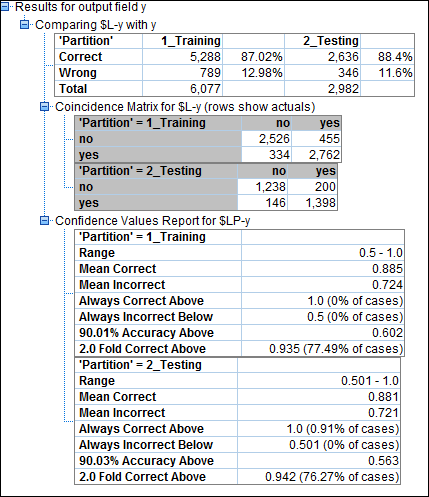 Results for output field y
Comparing $L-y with y
'Partition' 1_Training 2_Testing
Correct 5,288 87.02% 2,636 88.4%
Wrong 789 12.98% 346 11.6%
Total 6,077 2,982
Coincidence Matrix for $L-y (rows show actuals)
'Partition' = 1_Training no yes
no 2,526 455
yes 334 2,762
'Partition' = 2_Testing no yes
no 1,238 200
yes 146 1,398
Confidence Values Report for $LP-y
'Partition' = 1_Training
Range 0.5 - 1.0
Mean Correct 0.885
Mean Incorrect 0.724
Always Correct Above 1.0 (0% of cases)
Always Incorrect Below 0.5 (0% of cases)
90.01% Accuracy Above 0.602
2.0 Fold Correct Above 0.935 (77.49% of cases)
'Partition' = 2_Testing
Range 0.501 - 1.0
Mean Correct 0.881
Mean Incorrect 0.721
Always Correct Above 1.0 (0.91% of cases)
Always Incorrect Below 0.501 (0% of cases)
90.03% Accuracy Above 0.563
2.0 Fold Correct Above 0.942 (76.27% of cases)